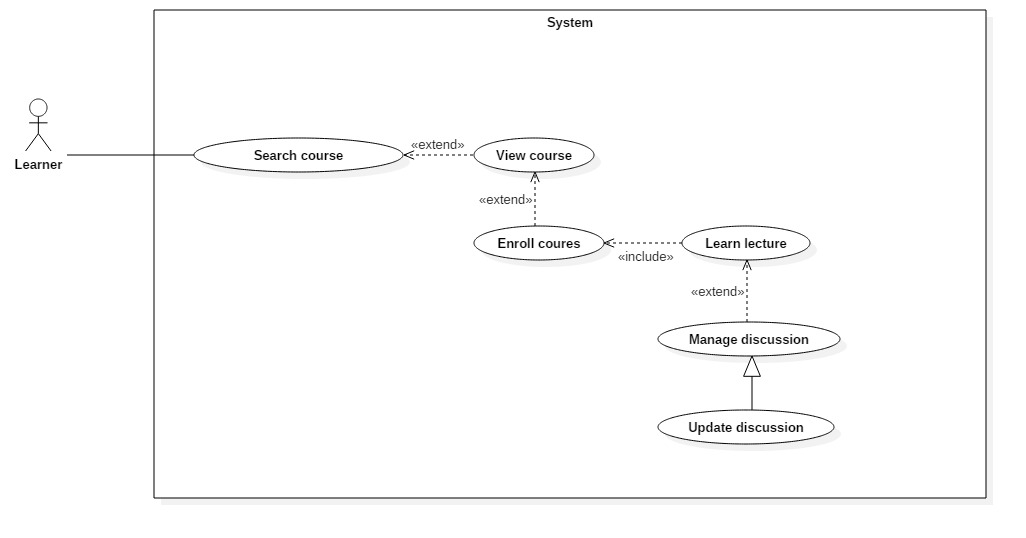 System
Learner
Search course
«extend»
View course
«extend»
Enroll coures
«include»
Learn lecture
«extend»
Manage discussion
Update discussion